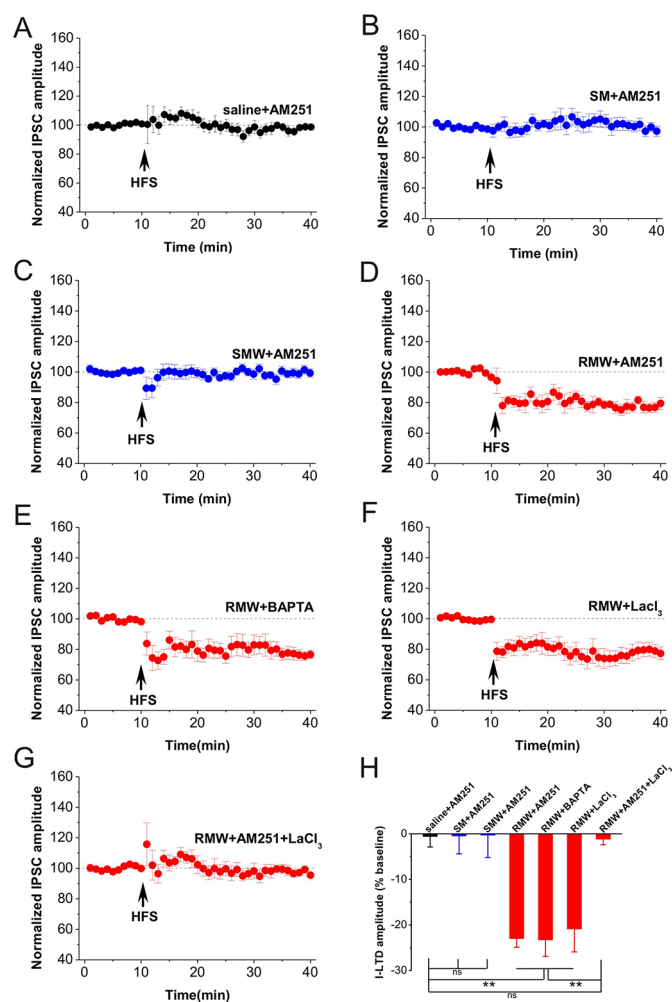 A
Normalized IPSC amplitude
160
140
120
100
80
60
40
saline+AM251
HFS
0 10 20 30 40
Time (min)
B
Normalized IPSC amplitude
160
140
120
100
80
60
40
SM+AM251
HFS
0 10 20 30 40
Time (min)
C
Normalized IPSC amplitude
160
140
120
100
80
60
40
SMW+AM251
HFS
0 10 20 30 40
Time (min)
D
Normalized IPSC amplitude
160
140
120
100
80
60
40
RMW+AM251
HFS
0 10 20 30 40
Time(min)
E
Normalized IPSC amplitude
160
140
120
100
80
60
40
RMW+BAPTA
HFS
0 10 20 30 40
Time(min)
F
Normalized IPSC amplitude
160
140
120
100
80
60
40
RMW+Lacl₃
HFS
0 10 20 30 40
Time(min)
G
Normalized IPSC amplitude
160
140
120
100
80
60
40
RMW+AM251+LaCl₃
HFS
0 10 20 30 40
Time(min)
H
saline+AM251
SM+AM251
SMW+AM251
RMW+AM251
RMW+BAPTA
RMW+LaCl₃
RMW+AM251+LaCl₃
I-LTD amplitude (% baseline)
0
-10
-20
-30
ns
** **
ns